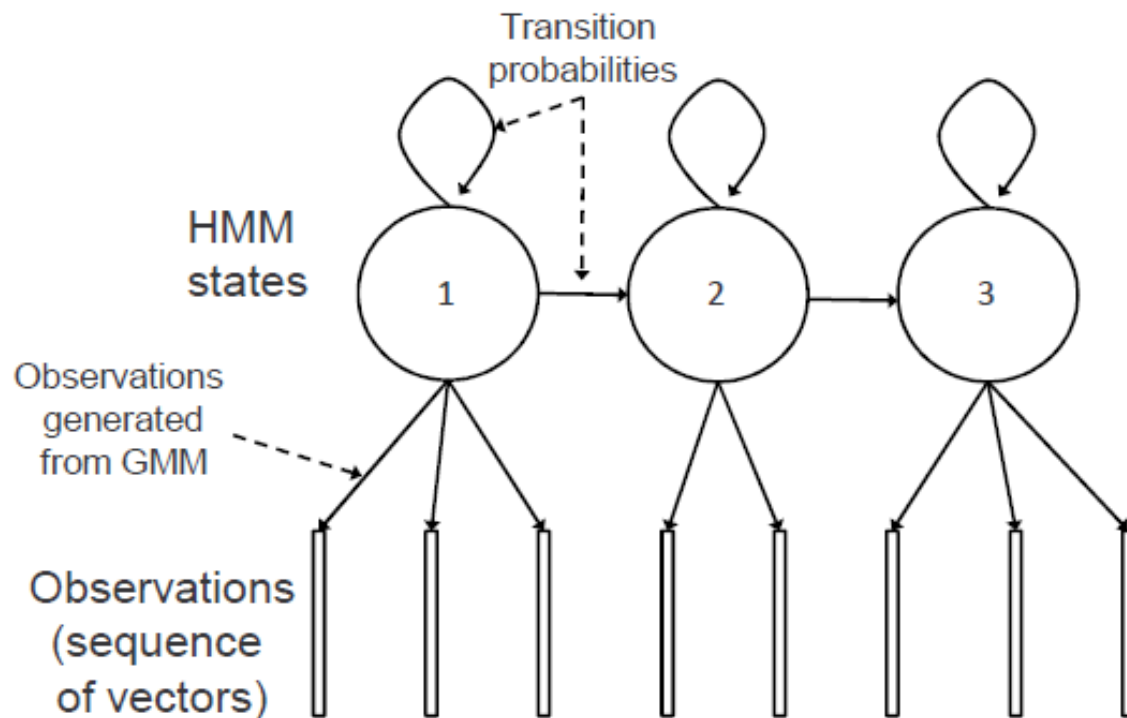 Transition
probabilities
HMM
states
1
2
3
Observations
generated
from GMM
Observations
(sequence
of vectors)